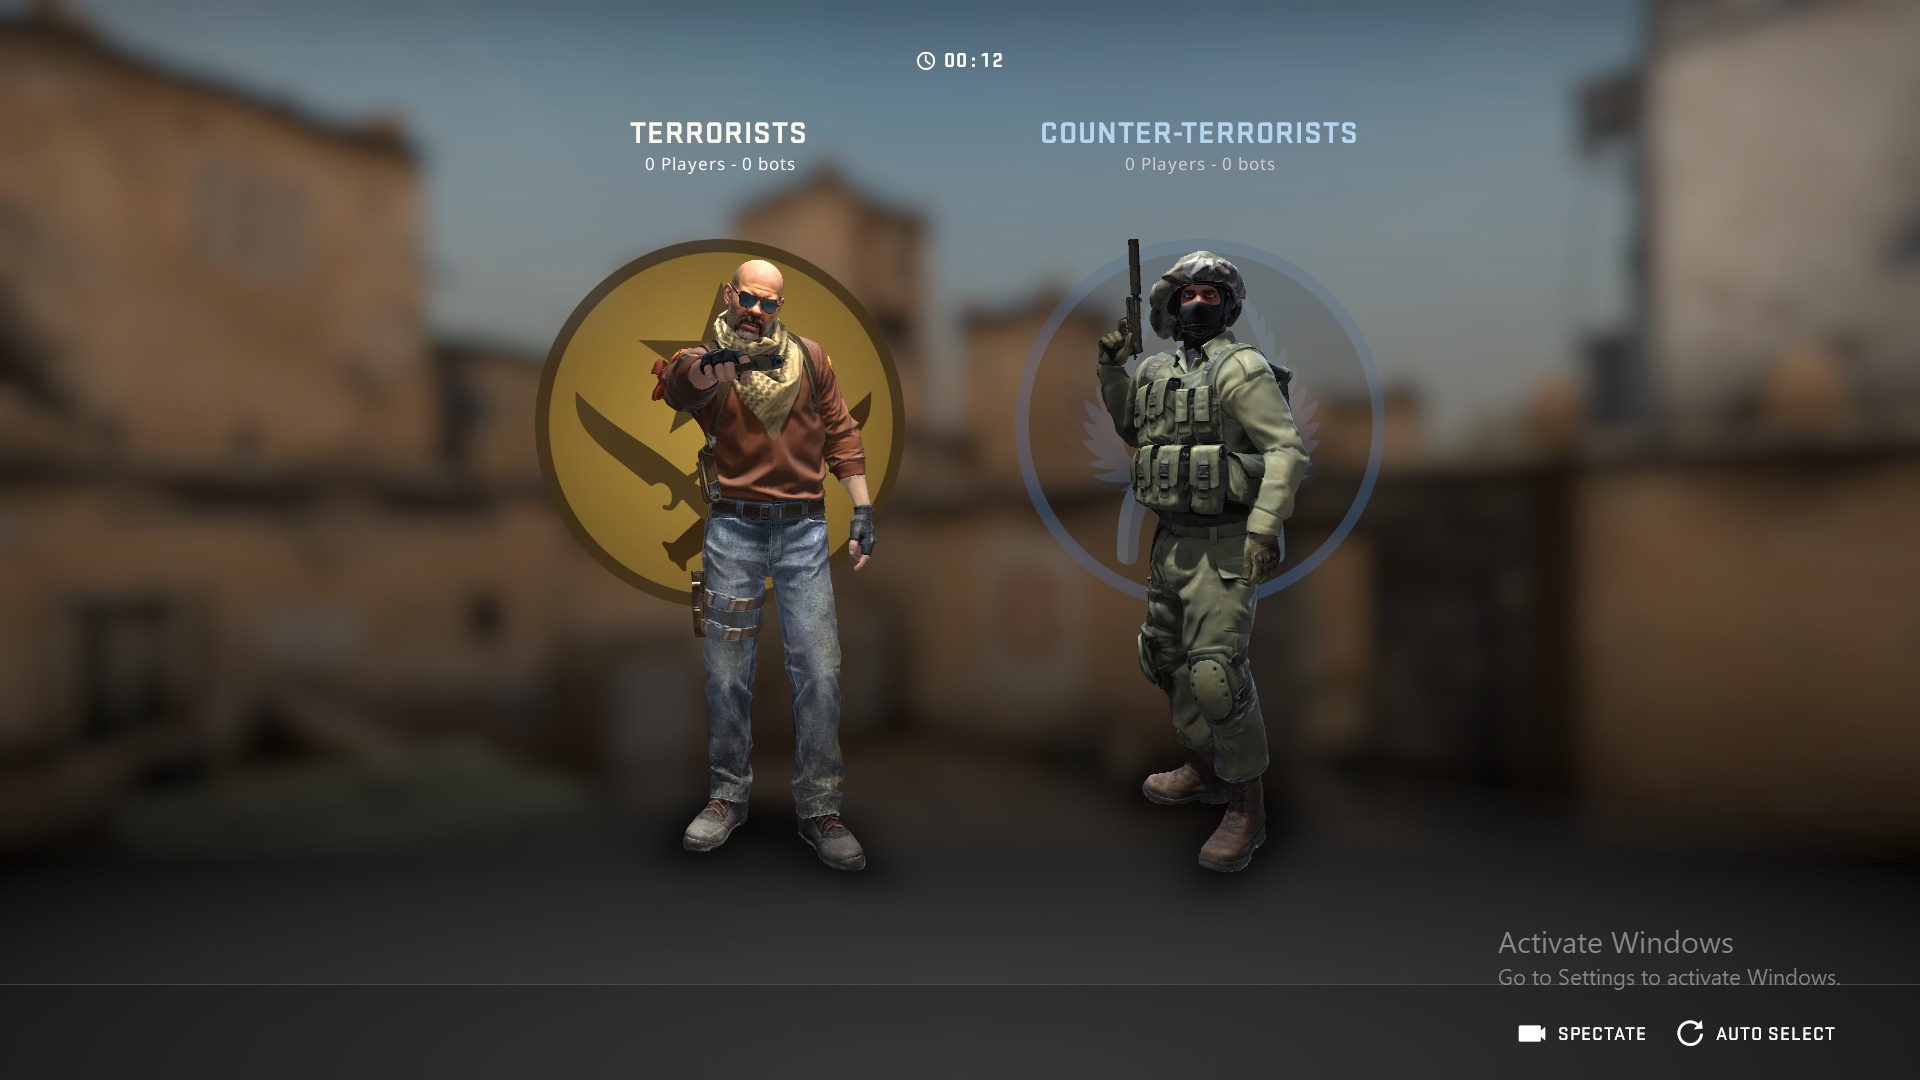 00:12
TERRORISTS
0 Players - 0 bots
COUNTER-TERRORISTS
0 Players - 0 bots
Activate Windows
Go to Settings to activate Windows.
SPECTATE
AUTO SELECT